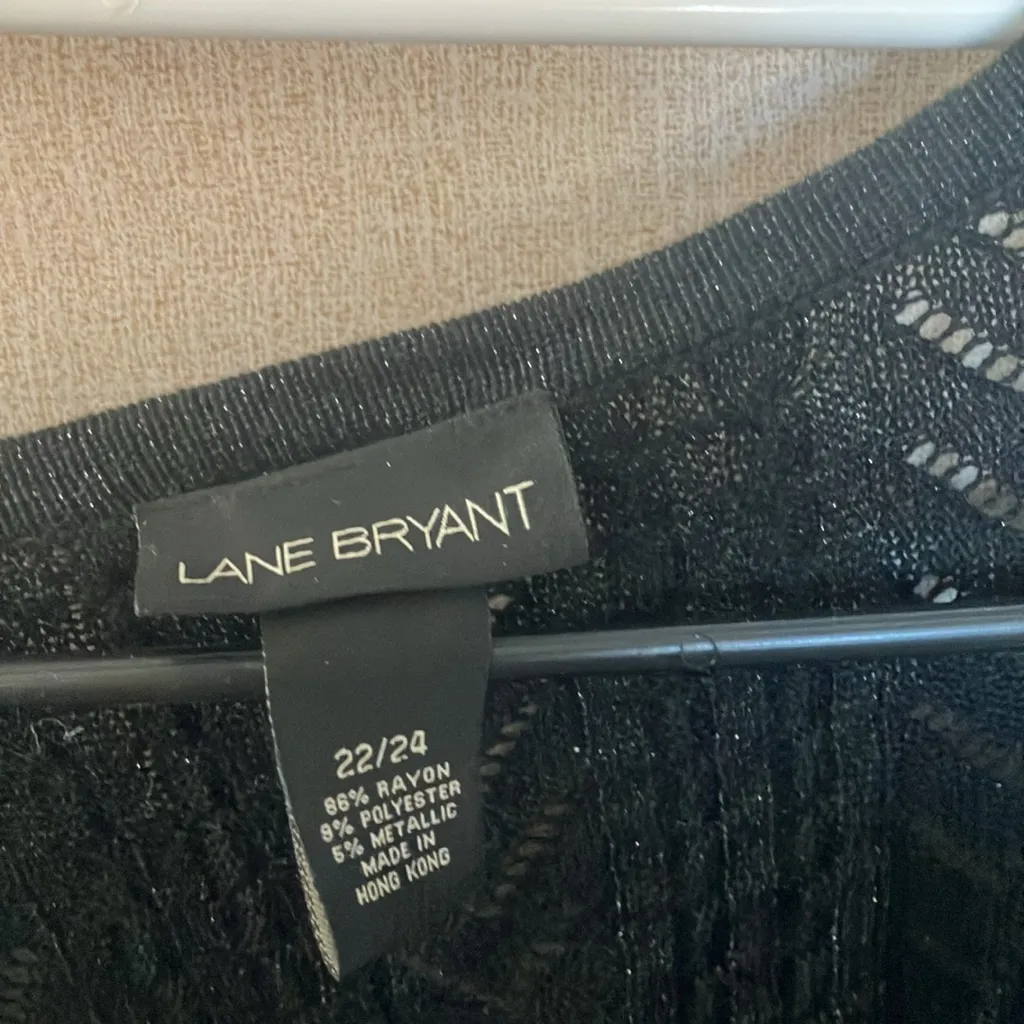 LANE BRYANT
22/24
86% RAYON
9% POLYESTER
5% METALLIC
MADE IN
HONG KONG